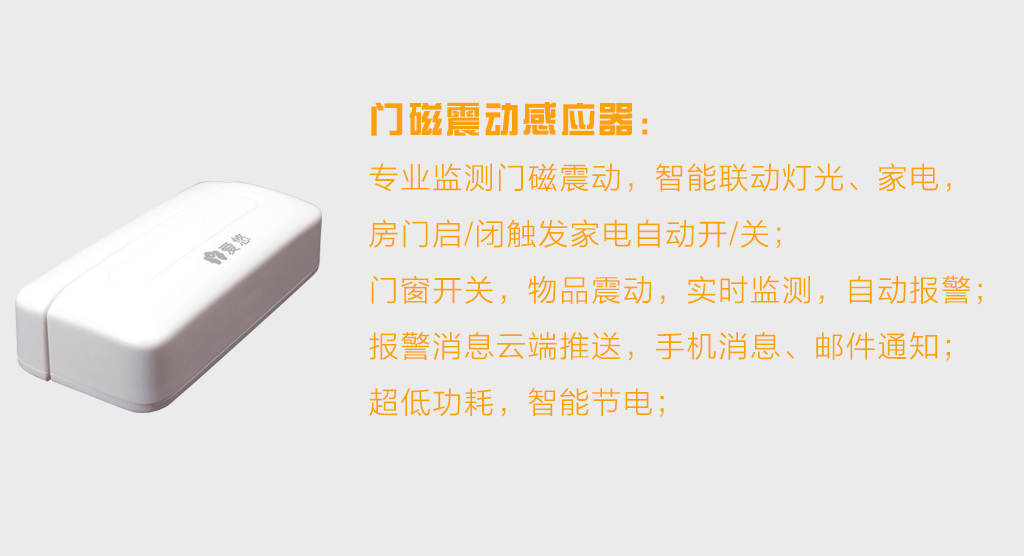 门磁震动感应器：
专业监测门磁震动，智能联动灯光、家电，
房门启/闭触发家电自动开/关；
门窗开关，物品震动，实时监测，自动报警；
报警消息云端推送，手机消息、邮件通知；
超低功耗，智能节电；
爱悠